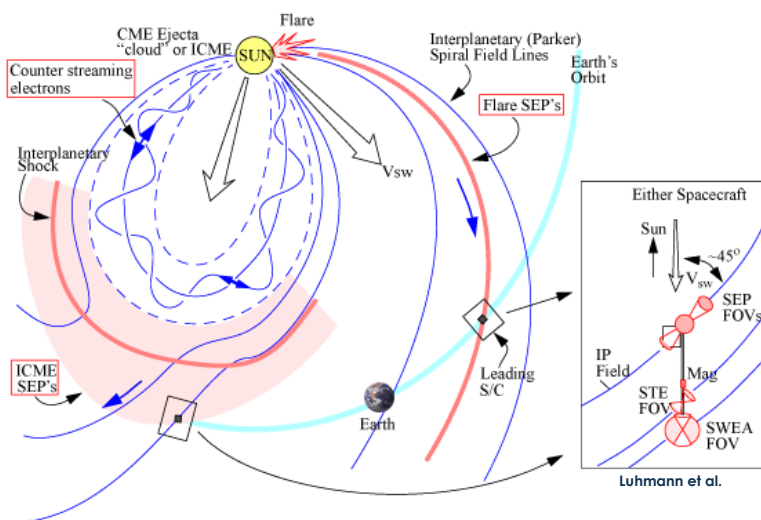 CME Ejecta
“cloud” or ICME
Flare
SUN
Interplanetary (Parker)
Spiral Field Lines
Earth's
Orbit
Counter streaming
electrons
Flare SEP's
Interplanetary
Shock
Vsw
Either Spacecraft
Sun
~45°
Vsw
SEP
FOVs
IP
Field
Mag
STE
FOV
SWEA
FOV
Leading
S/C
ICME
SEP's
Earth
Luhmann et al.